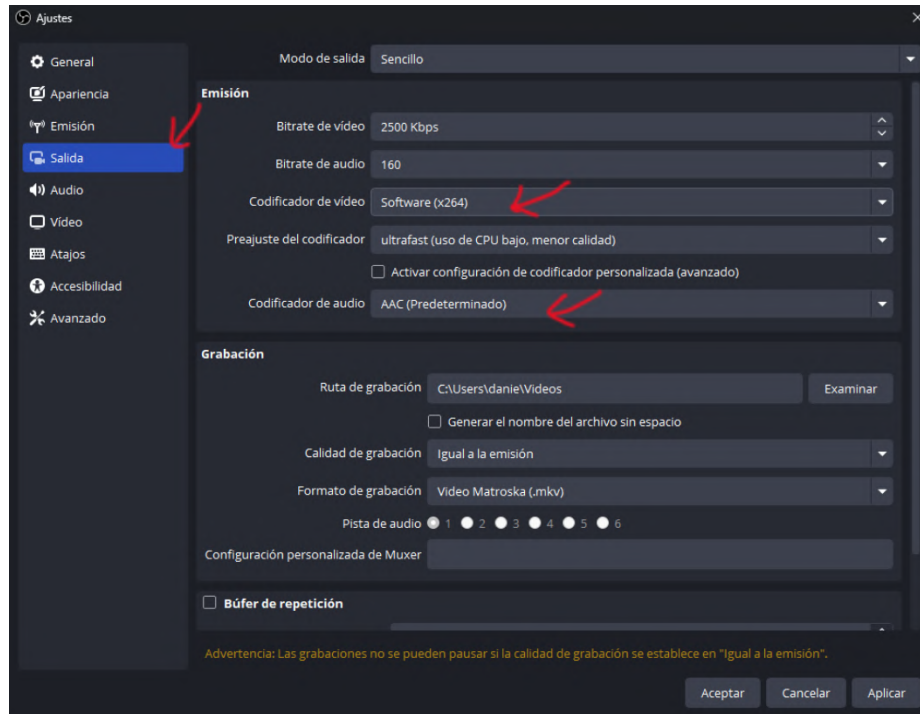 Ajustes
General
Apariencia
Emisión
Salida
Audio
Vídeo
Atajos
Accesibilidad
Avanzado
Modo de salida Sencillo
Emisión
Bitrate de vídeo 2500 Kbps
Bitrate de audio 160
Codificador de vídeo Software (x264)
Preajuste del codificador ultrafast (uso de CPU bajo, menor calidad)
Activar configuración de codificador personalizada (avanzado)
Codificador de audio AAC (Predeterminado)
Grabación
Ruta de grabación C:\Users\danie\Videos Examinar
Generar el nombre del archivo sin espacio
Calidad de grabación Igual a la emisión
Formato de grabación Video Matroska (.mkv)
Pista de audio 1 2 3 4 5 6
Configuración personalizada de Muxer
Búfer de repetición
Advertencia: Las grabaciones no se pueden pausar si la calidad de grabación se establece en "Igual a la emisión".
Aceptar Cancelar Aplicar